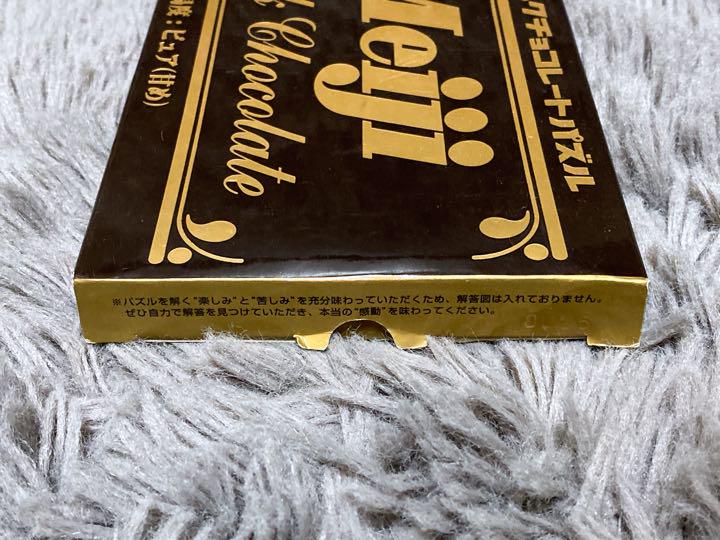 クチョコレートパズル
Meiji
Chocolate
度：ピュア(甘め)
※パズルを解く"楽しみ"と"苦しみ"を充分味わっていただくため、解答図は入れておりません。
ぜひ自力で解答を見つけていただき、本当の"感動"を味わってください。